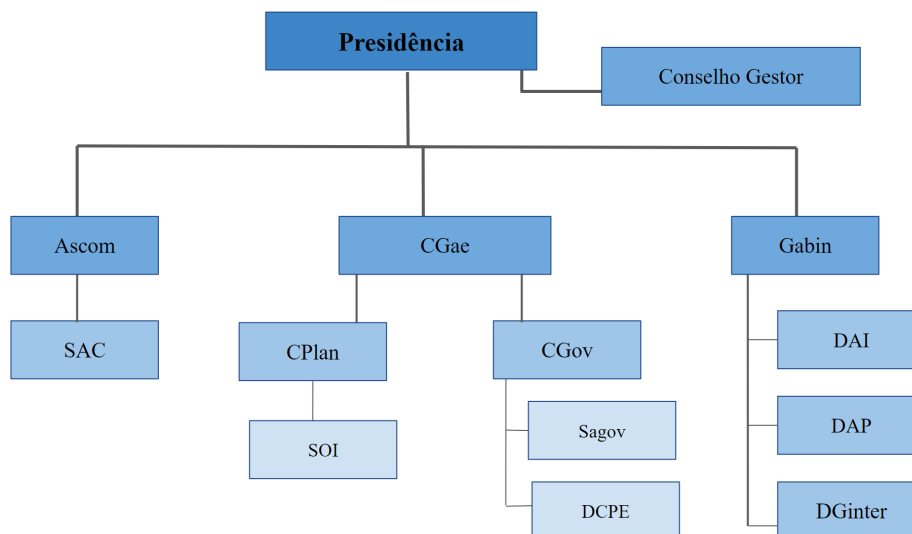 Presidência
Conselho Gestor
Ascom
CGae
Gabin
SAC
CPlan
CGov
DAI
SOI
Sagov
DAP
DCPE
DGinter